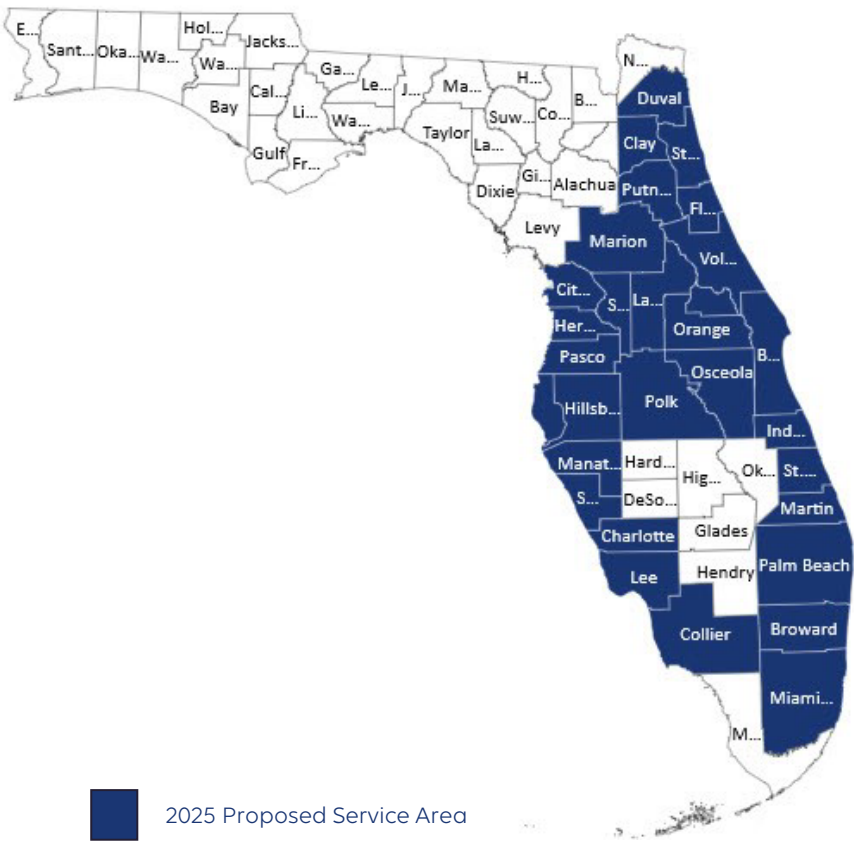 E...
Sant...
Oka...
Wa...
Hol...
Wa...
Jacks...
Bay
Cal...
Gulf
Li...
Fr...
Ga...
Le...
Wa...
J...
Ma...
Taylor
H...
Suw...
La...
Dixie
Co...
Gi...
B...
Alachua
Levy
N...
Duval
Clay
St...
Putn...
Fl...
Marion
Vol...
Cit...
S...
La...
Her...
Orange
B...
Pasco
Osceola
Hillsb...
Polk
Ind...
Manat...
Hard...
Hig...
Ok...
St....
S...
DeSo...
Martin
Charlotte
Glades
Lee
Hendry
Palm Beach
Collier
Broward
Miami...
M...
2025 Proposed Service Area